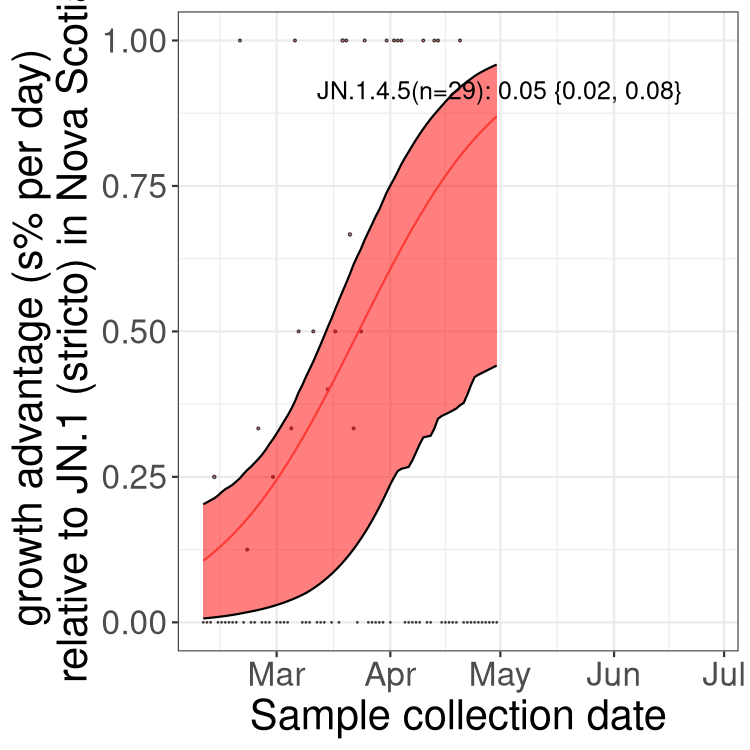 growth advantage (s% per day)
relative to JN.1 (stricto) in Nova Scotia
1.00
0.75
0.50
0.25
0.00
JN.1.4.5(n=29): 0.05 {0.02, 0.08}
Mar Apr May Jun Jul
Sample collection date